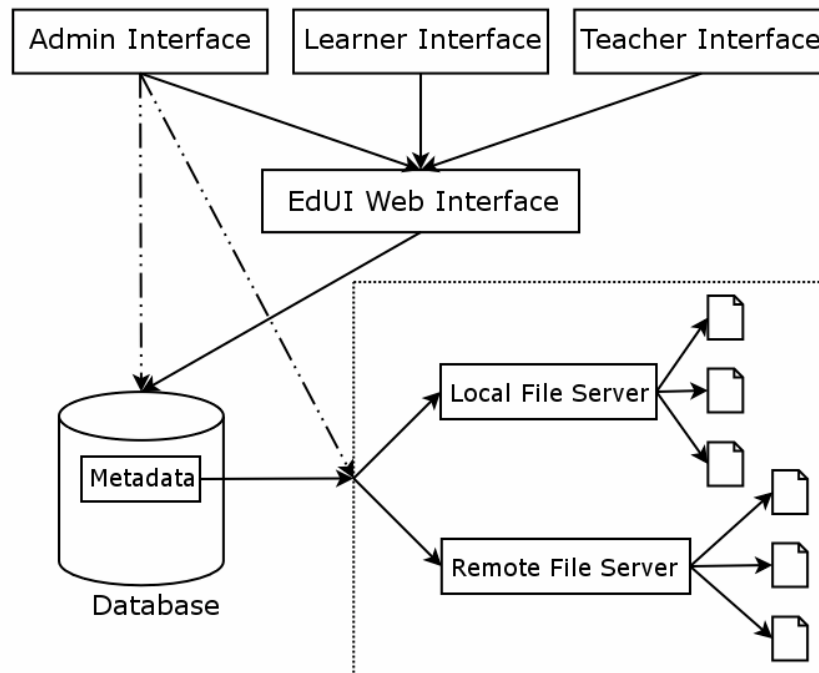 Admin Interface
Learner Interface
Teacher Interface
EdUI Web Interface
Local File Server
Metadata
Remote File Server
Database